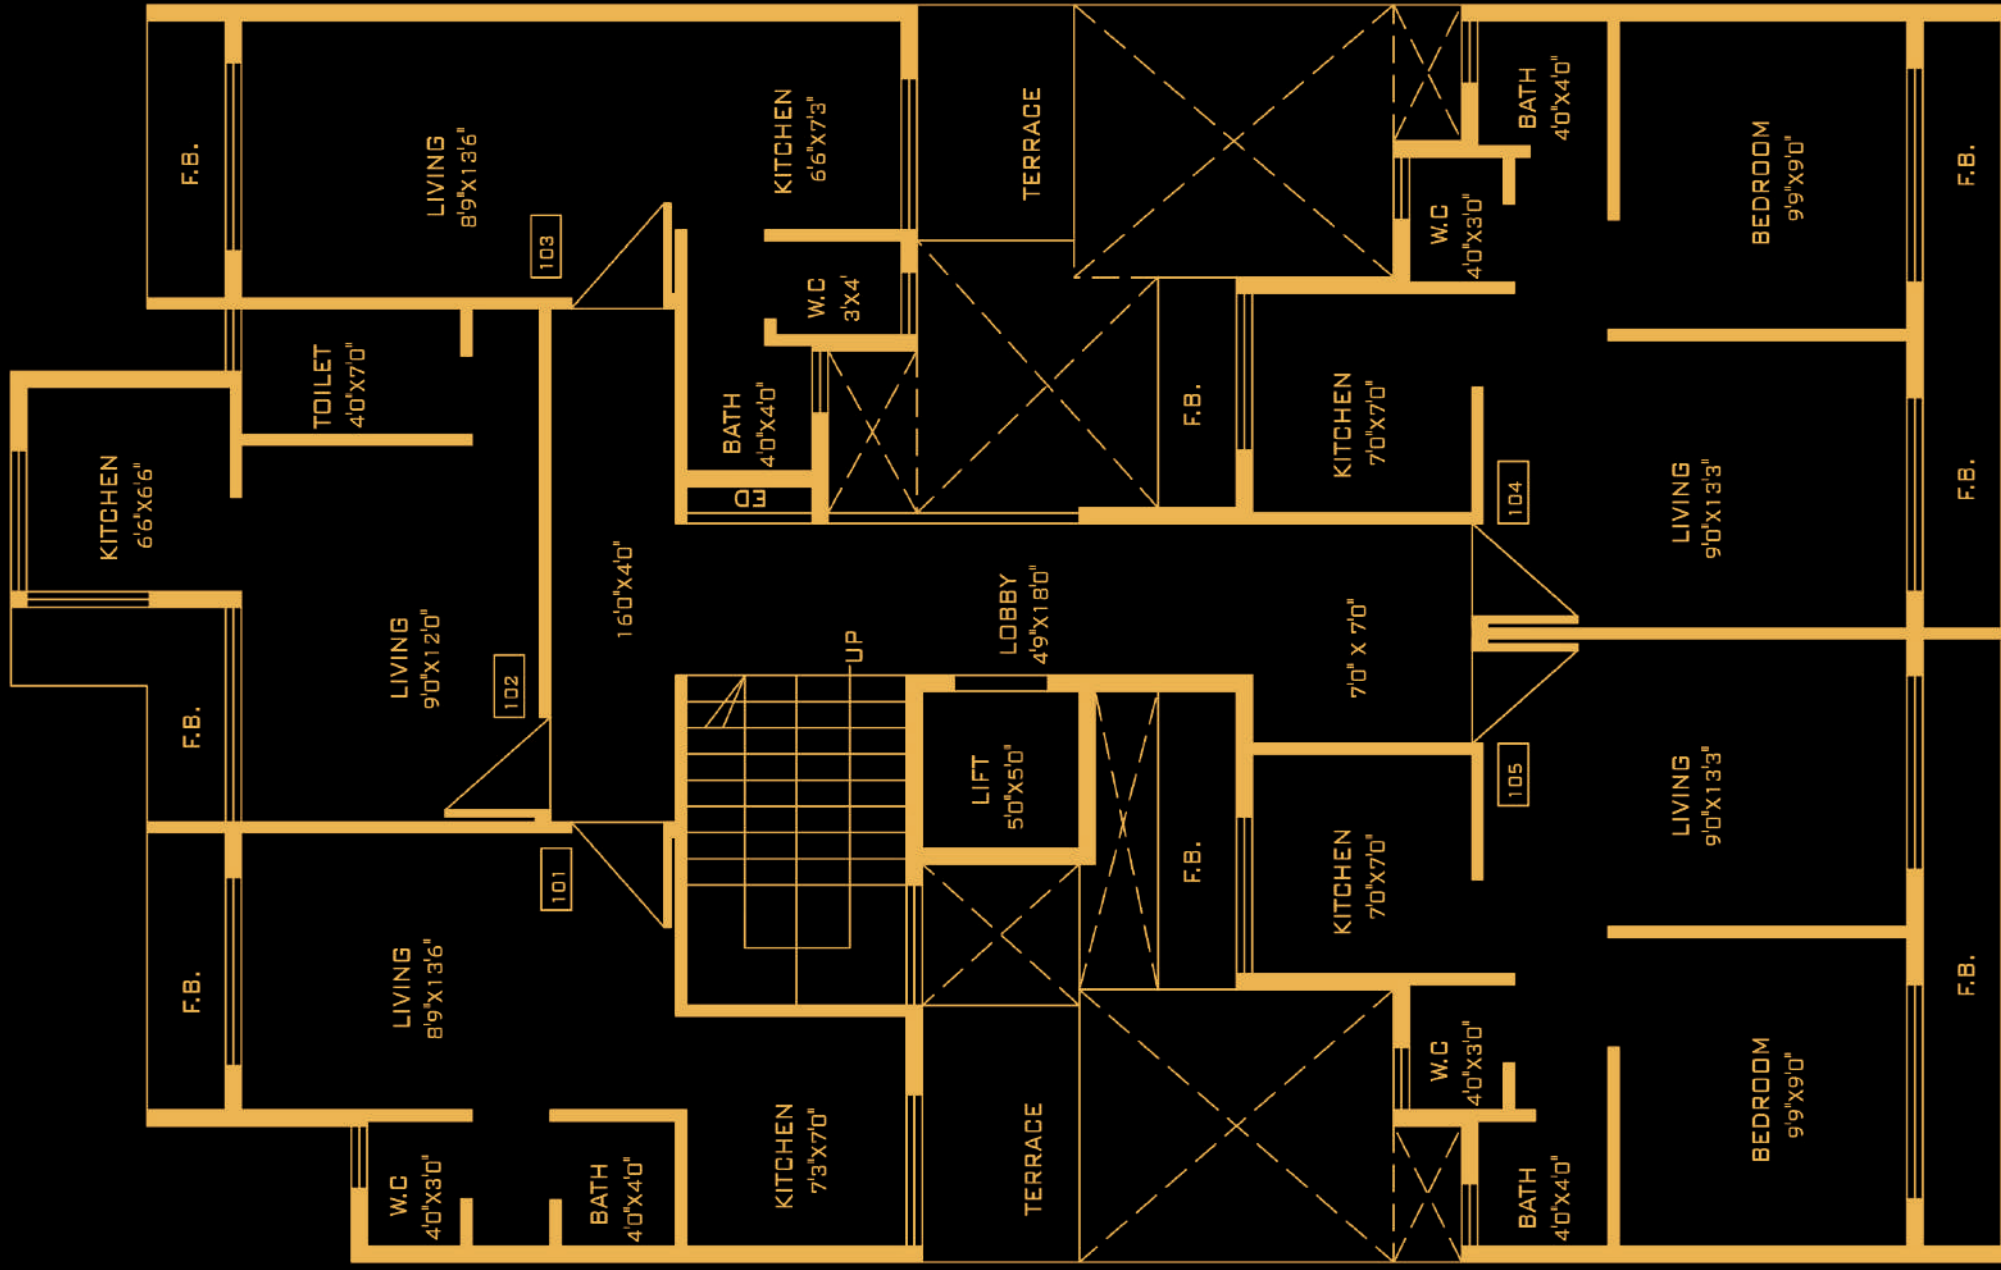 F.B.
LIVING
8'9"X13'6"
KITCHEN
6'6"X7'3"
TERRACE
BATH
4'0"X4'0"
BEDROOM
9'9"X9'0"
F.B.
103
W.C
3'X4'
W.C
4'0"X3'0"
TOILET
4'0"X7'0"
BATH
4'0"X4'0"
ED
F.B.
KITCHEN
7'0"X7'0"
KITCHEN
6'6"X6'6"
104
LIVING
9'0"X13'3"
F.B.
16'0"X4'0"
LOBBY
4'9"X18'0"
7'0" X 7'0"
UP
LIVING
9'0"X12'0"
102
F.B.
LIFT
5'0"X5'0"
105
LIVING
9'0"X13'3"
101
F.B.
KITCHEN
7'0"X7'0"
F.B.
LIVING
8'9"X13'6"
F.B.
W.C
4'0"X3'0"
BEDROOM
9'9"X9'0"
W.C
4'0"X3'0"
BATH
4'0"X4'0"
KITCHEN
7'3"X7'0"
TERRACE
BATH
4'0"X4'0"